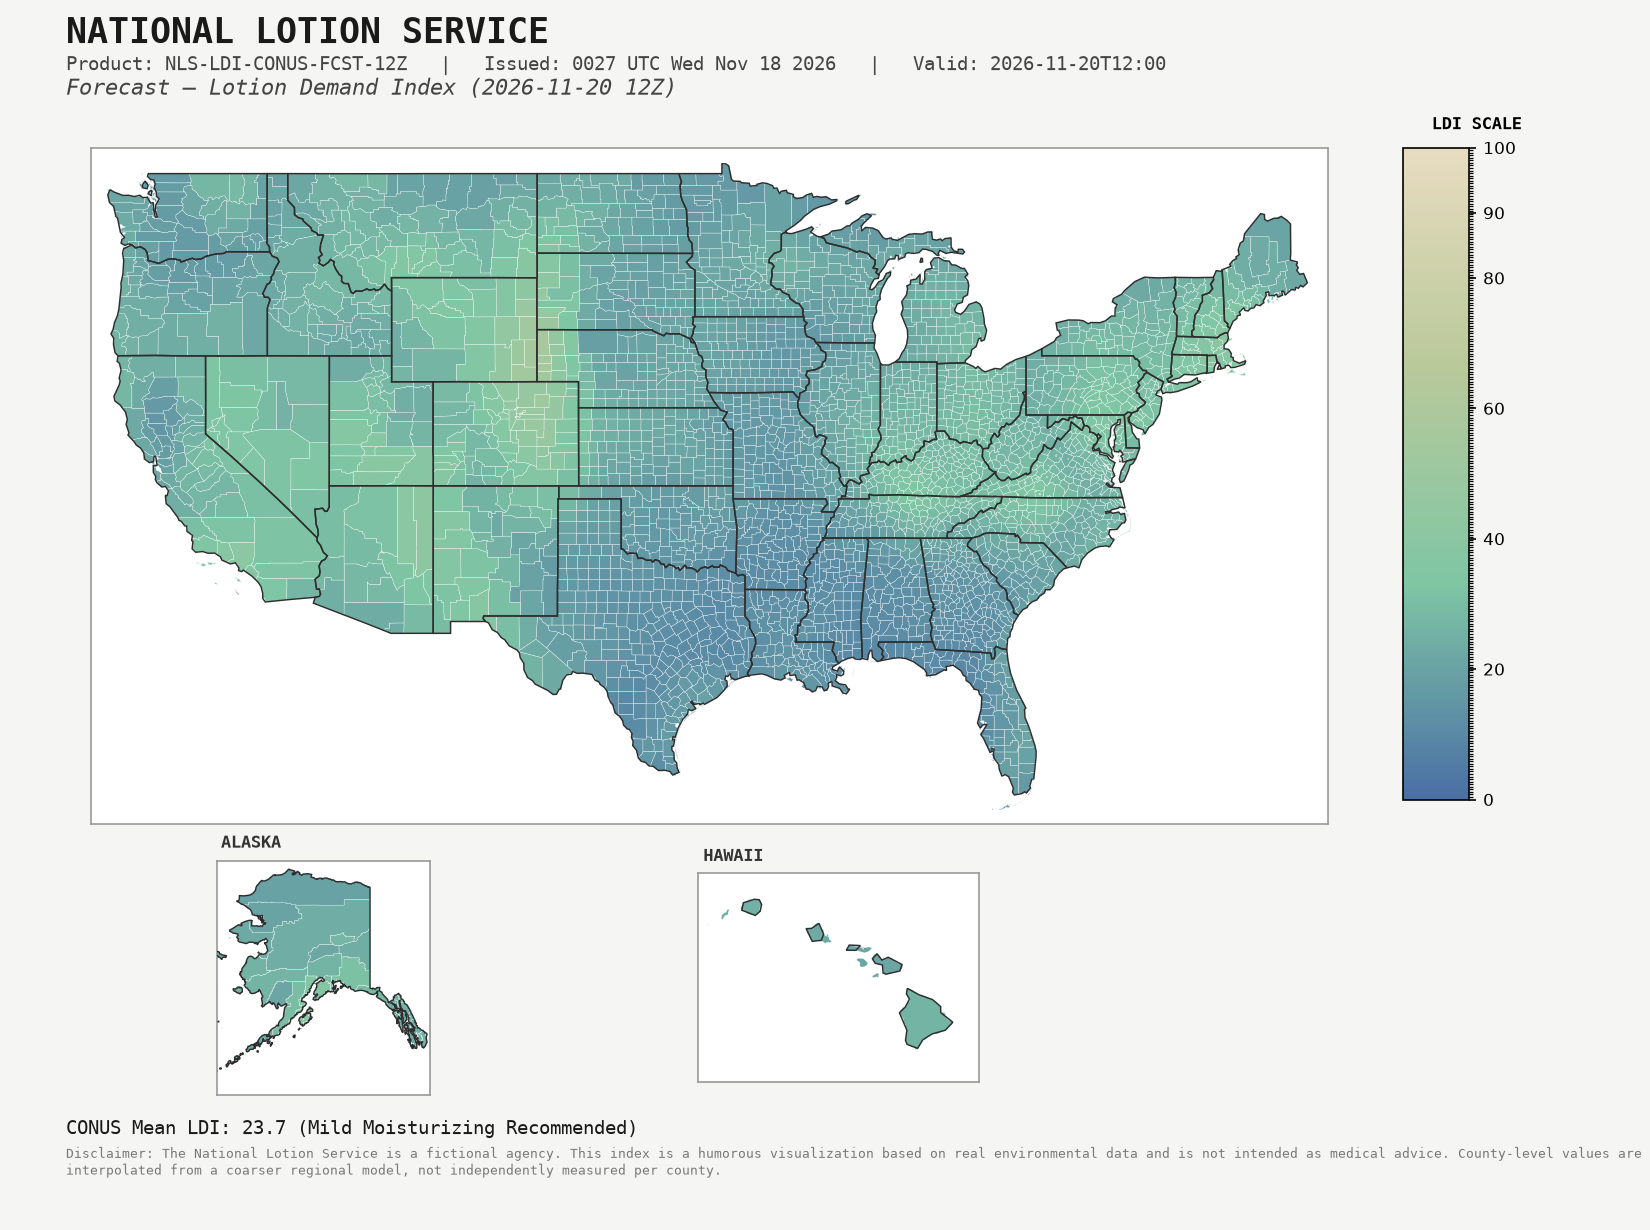 NATIONAL LOTION SERVICE
Product: NLS-LDI-CONUS-FCST-12Z | Issued: 0027 UTC Wed Nov 18 2026 | Valid: 2026-11-20T12:00
Forecast — Lotion Demand Index (2026-11-20 12Z)
LDI SCALE
100
90
80
60
40
20
0
ALASKA
HAWAII
CONUS Mean LDI: 23.7 (Mild Moisturizing Recommended)
Disclaimer: The National Lotion Service is a fictional agency. This index is a humorous visualization based on real environmental data and is not intended as medical advice. County-level values are
interpolated from a coarser regional model, not independently measured per county.